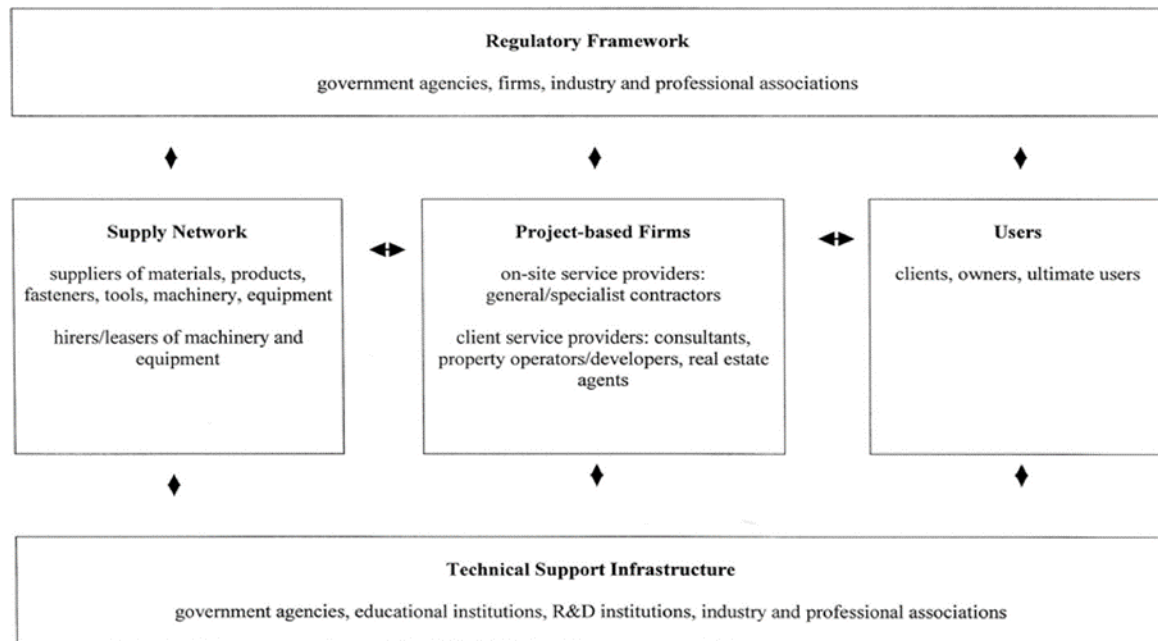 Regulatory Framework
government agencies, firms, industry and professional associations
Supply Network
suppliers of materials, products,
fasteners, tools, machinery, equipment
hirers/leasers of machinery and
equipment
Project-based Firms
on-site service providers:
general/specialist contractors
client service providers: consultants,
property operators/developers, real estate
agents
Users
clients, owners, ultimate users
Technical Support Infrastructure
government agencies, educational institutions, R&D institutions, industry and professional associations